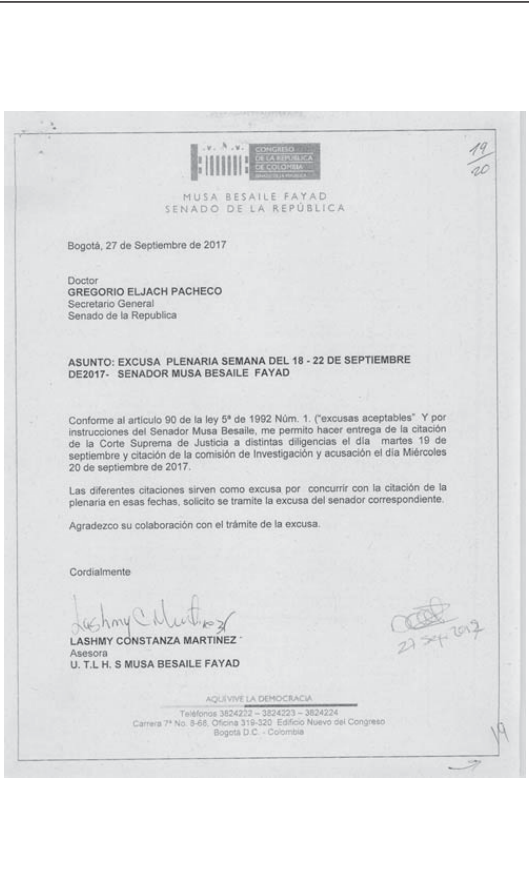 CONGRESO
DE LA REPÚBLICA
DE COLOMBIA
19
20
MUSA BESAILE FAYAD
SENADO DE LA REPÚBLICA
Bogotá, 27 de Septiembre de 2017
Doctor
GREGORIO ELJACH PACHECO
Secretario General
Senado de la Republica
ASUNTO: EXCUSA PLENARIA SEMANA DEL 18 - 22 DE SEPTIEMBRE
DE2017- SENADOR MUSA BESAILE FAYAD
Conforme al articulo 90 de la ley 5ª de 1992 Núm. 1. ("excusas aceptables" Y por
instrucciones del Senador Musa Besaile, me permito hacer entrega de la citación
de la Corte Suprema de Justicia a distintas diligencias el día martes 19 de
septiembre y citación de la comisión de Investigación y acusación el día Miércoles
20 de septiembre de 2017.
Las diferentes citaciones sirven como excusa por concurrir con la citación de la
plenaria en esas fechas, solicito se tramite la excusa del senador correspondiente.
Agradezco su colaboración con el trámite de la excusa.
Cordialmente
Lashmy C Martinez
LASHMY CONSTANZA MARTINEZ
Asesora
U. T.L H. S MUSA BESAILE FAYAD
27 Sep. 2017
AQUÍ VIVE LA DEMOCRACIA
Teléfonos 3824222 – 3824223 – 3824224
Carrera 7ª No. 8-68, Oficina 319-320 Edificio Nuevo del Congreso
Bogotá D.C. - Colombia
19